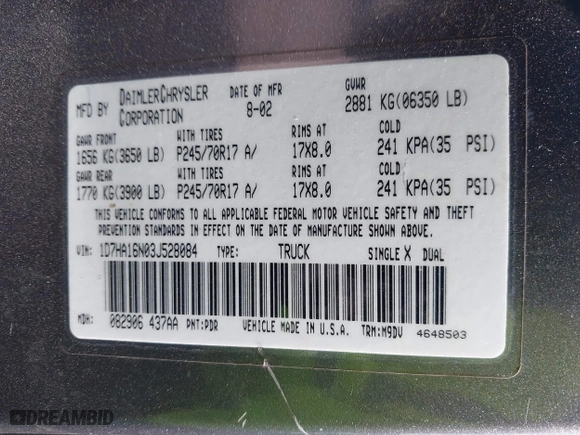 MFD BY DAIMLERCHRYSLER CORPORATION DATE OF MFR 8-02 GVWR 2881 KG(06350 LB)
GAWR FRONT WITH TIRES RIMS AT COLD
1656 KG(3650 LB) P245/70R17 A/ 17X8.0 241 KPA(35 PSI)
GAWR REAR WITH TIRES RIMS AT COLD
1770 KG(3900 LB) P245/70R17 A/ 17X8.0 241 KPA(35 PSI)
THIS VEHICLE CONFORMS TO ALL APPLICABLE FEDERAL MOTOR VEHICLE SAFETY AND THEFT
PREVENTION STANDARDS IN EFFECT ON THE DATE OF MANUFACTURE SHOWN ABOVE.
VIN: 1D7HA16N03J528084 TYPE: TRUCK SINGLE X DUAL
MDH: 082906 437AA PNT:PDR VEHICLE MADE IN U.S.A. TRM:M9DV 4648503
DREAMBID